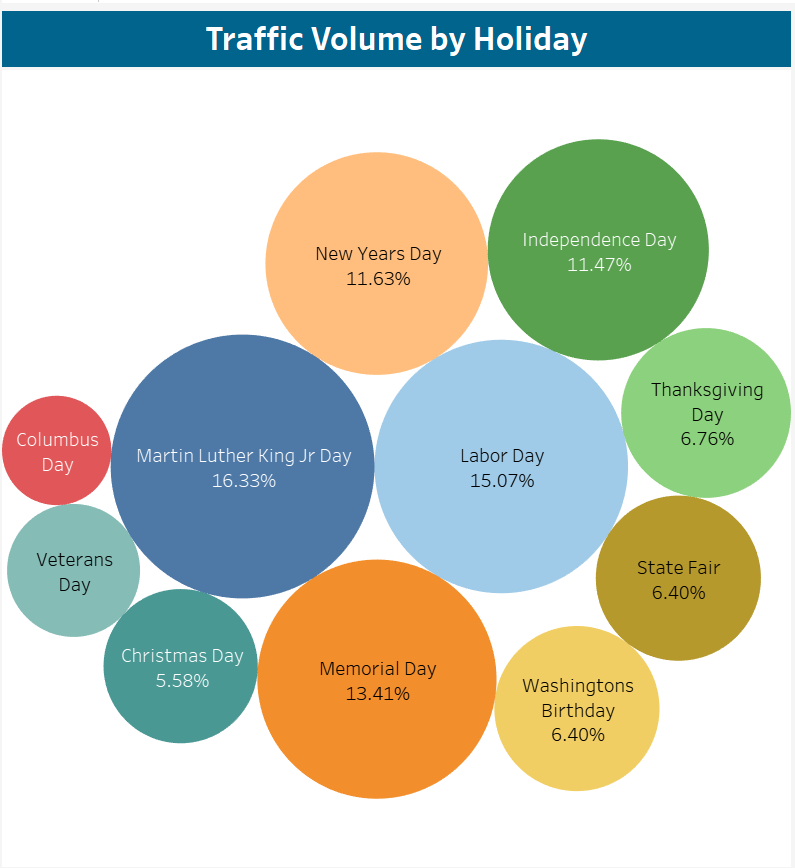 Traffic Volume by Holiday
New Years Day
11.63%
Independence Day
11.47%
Thanksgiving
Day
6.76%
Columbus
Day
Martin Luther King Jr Day
16.33%
Labor Day
15.07%
Veterans
Day
State Fair
6.40%
Christmas Day
5.58%
Memorial Day
13.41%
Washingtons
Birthday
6.40%